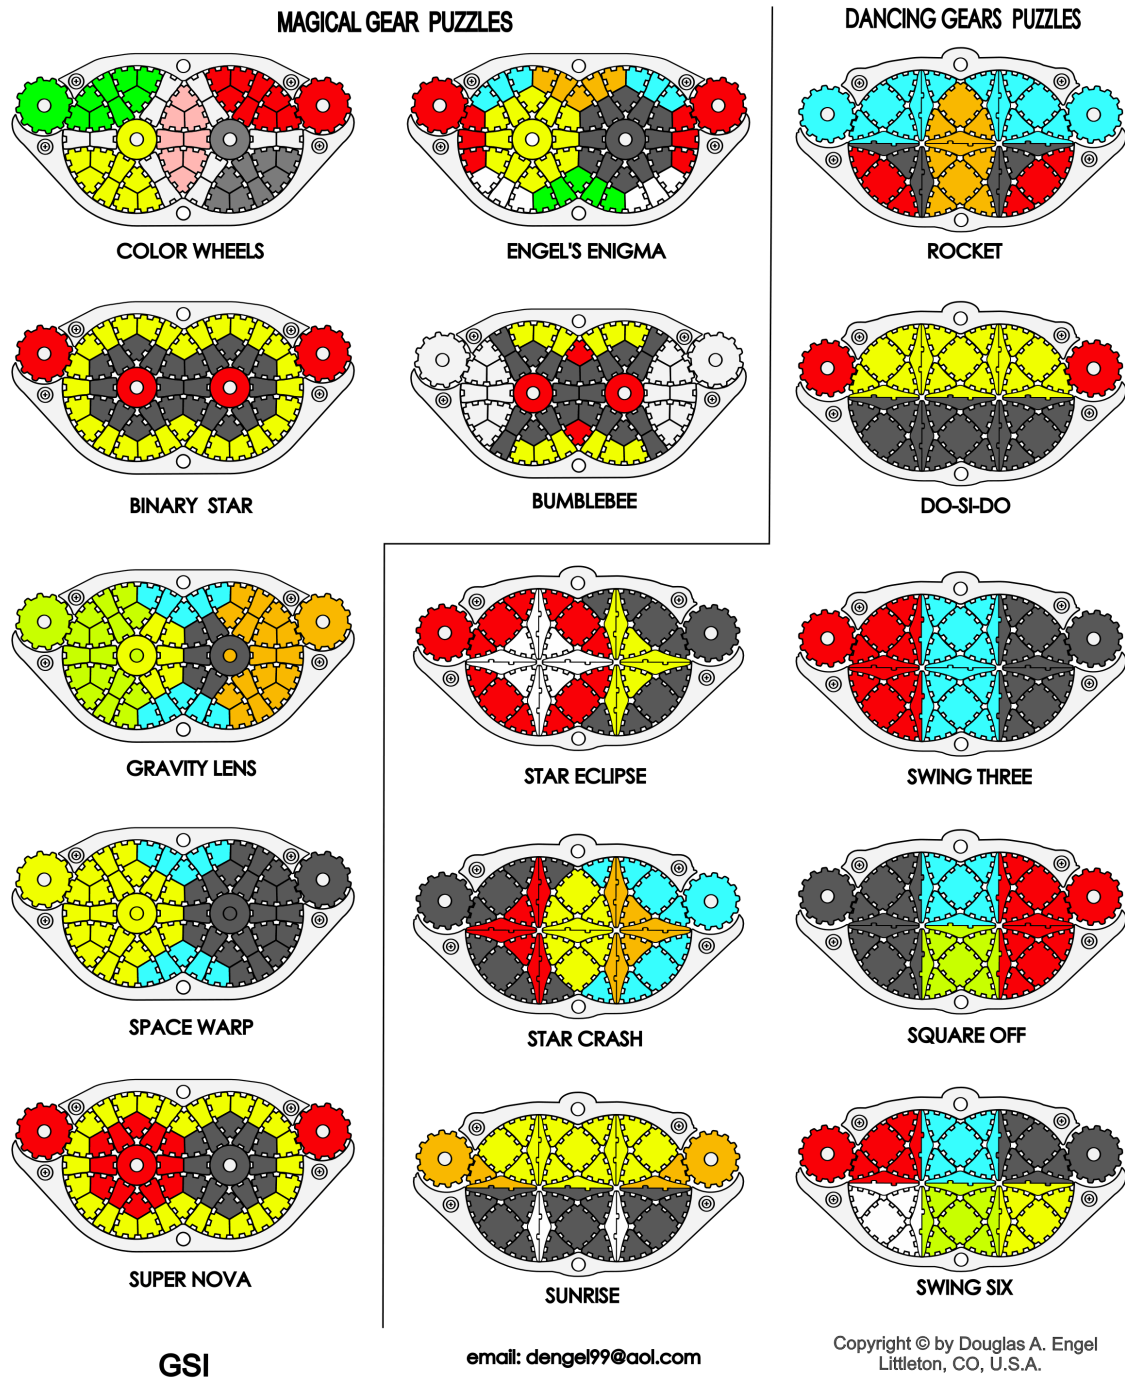 MAGICAL GEAR PUZZLES
DANCING GEARS PUZZLES
COLOR WHEELS
ENGEL'S ENIGMA
ROCKET
BINARY STAR
BUMBLEBEE
DO-SI-DO
GRAVITY LENS
STAR ECLIPSE
SWING THREE
SPACE WARP
STAR CRASH
SQUARE OFF
SUPER NOVA
SUNRISE
SWING SIX
GSI
email: dengel99@aol.com
Copyright © by Douglas A. Engel
Littleton, CO, U.S.A.